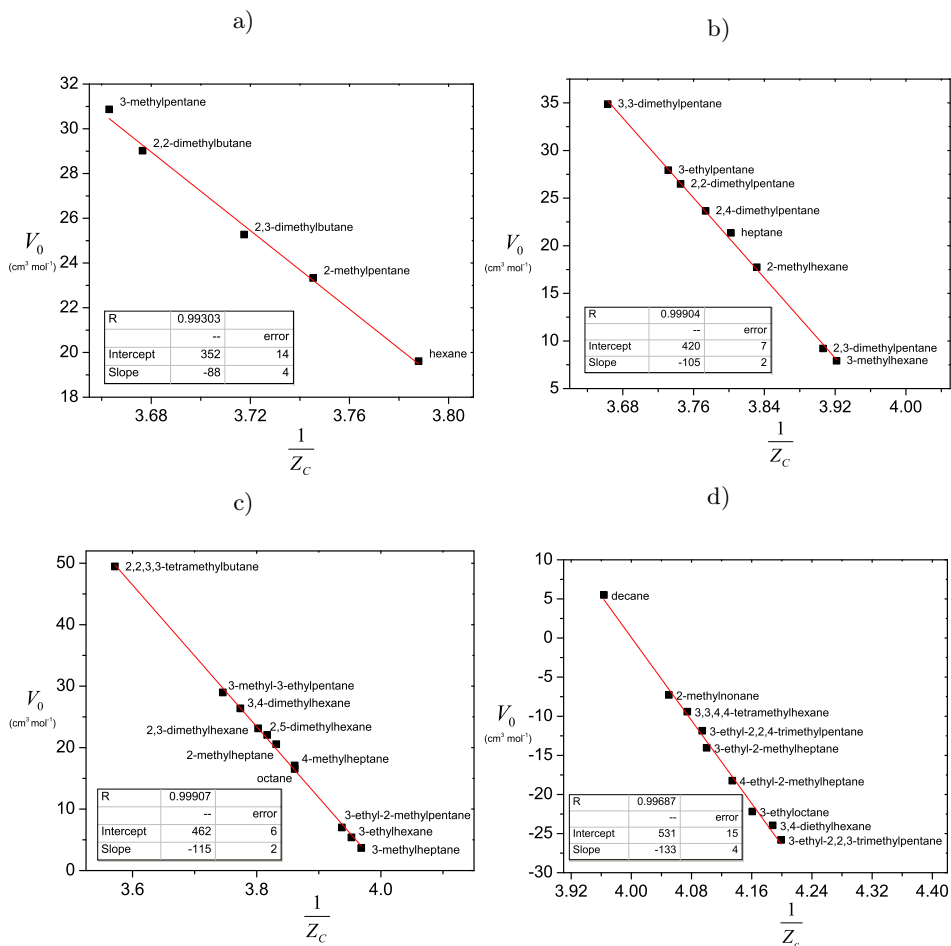 a)
32
30
28
26
24
22
20
18
V₀
(cm³ mol⁻¹)
3-methylpentane
2,2-dimethylbutane
2,3-dimethylbutane
2-methylpentane
hexane
R 0.99303
-- error
Intercept 352 14
Slope -88 4
3.68 3.72 3.76 3.80
1
Z_C
b)
35
30
25
20
15
10
5
V₀
(cm³ mol⁻¹)
3,3-dimethylpentane
3-ethylpentane
2,2-dimethylpentane
2,4-dimethylpentane
heptane
2-methylhexane
2,3-dimethylpentane
3-methylhexane
R 0.99904
-- error
Intercept 420 7
Slope -105 2
3.68 3.76 3.84 3.92 4.00
1
Z_C
c)
50
40
30
20
10
0
V₀
(cm³ mol⁻¹)
2,2,3,3-tetramethylbutane
3-methyl-3-ethylpentane
3,4-dimethylhexane
2,3-dimethylhexane 2,5-dimethylhexane
2-methylheptane 4-methylheptane
octane
3-ethyl-2-methylpentane
3-ethylhexane
3-methylheptane
R 0.99907
-- error
Intercept 462 6
Slope -115 2
3.6 3.8 4.0
1
Z_C
d)
10
5
0
-5
-10
-15
-20
-25
-30
V₀
(cm³ mol⁻¹)
decane
2-methylnonane
3,3,4,4-tetramethylhexane
3-ethyl-2,2,4-trimethylpentane
3-ethyl-2-methylheptane
4-ethyl-2-methylheptane
3-ethyloctane
3,4-diethylhexane
3-ethyl-2,2,3-trimethylpentane
R 0.99687
-- error
Intercept 531 15
Slope -133 4
3.92 4.00 4.08 4.16 4.24 4.32 4.40
1
Z_c